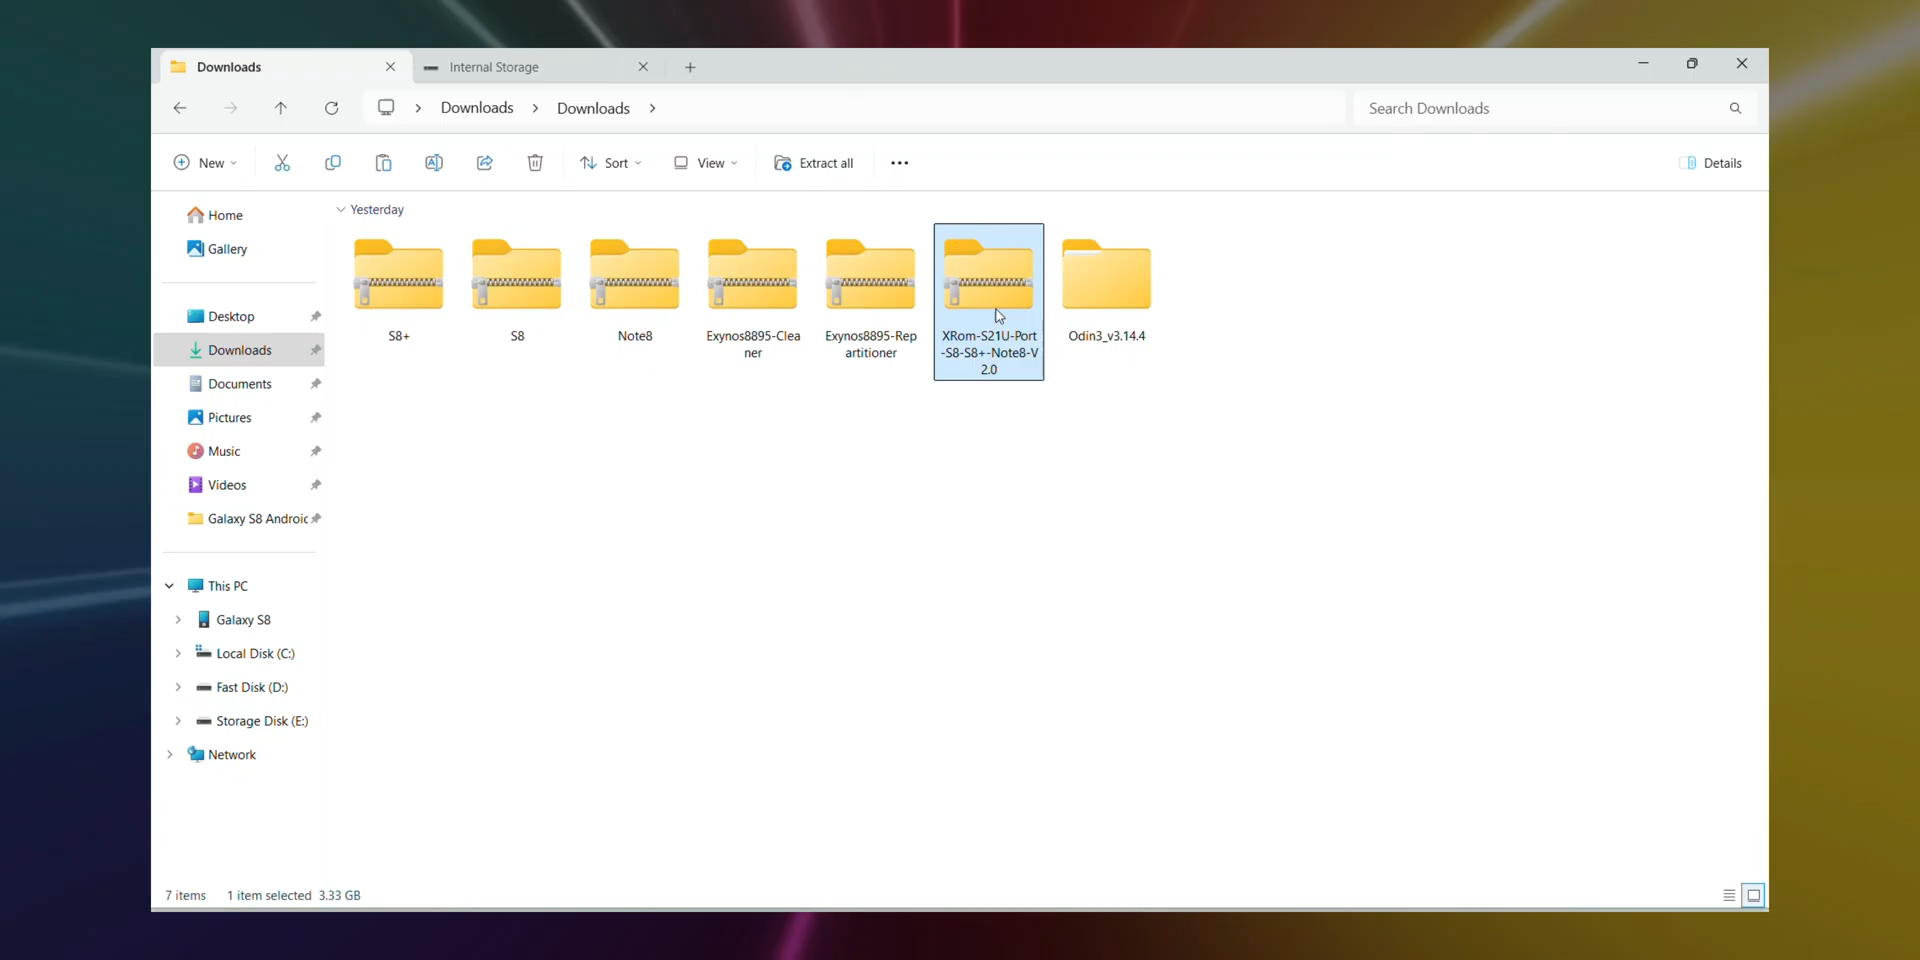 Downloads
Internal Storage
Downloads
Downloads
Search Downloads
New
Sort
View
Extract all
Details
Home
Gallery
Desktop
Downloads
Documents
Pictures
Music
Videos
Galaxy S8 Androic
This PC
Galaxy S8
Local Disk (C:)
Fast Disk (D:)
Storage Disk (E:)
Network
Yesterday
S8+
S8
Note8
Exynos8895-Clea
ner
Exynos8895-Rep
artitioner
XRom-S21U-Port
-S8-S8+-Note8-V
2.0
Odin3_v3.14.4
7 items
1 item selected 3.33 GB